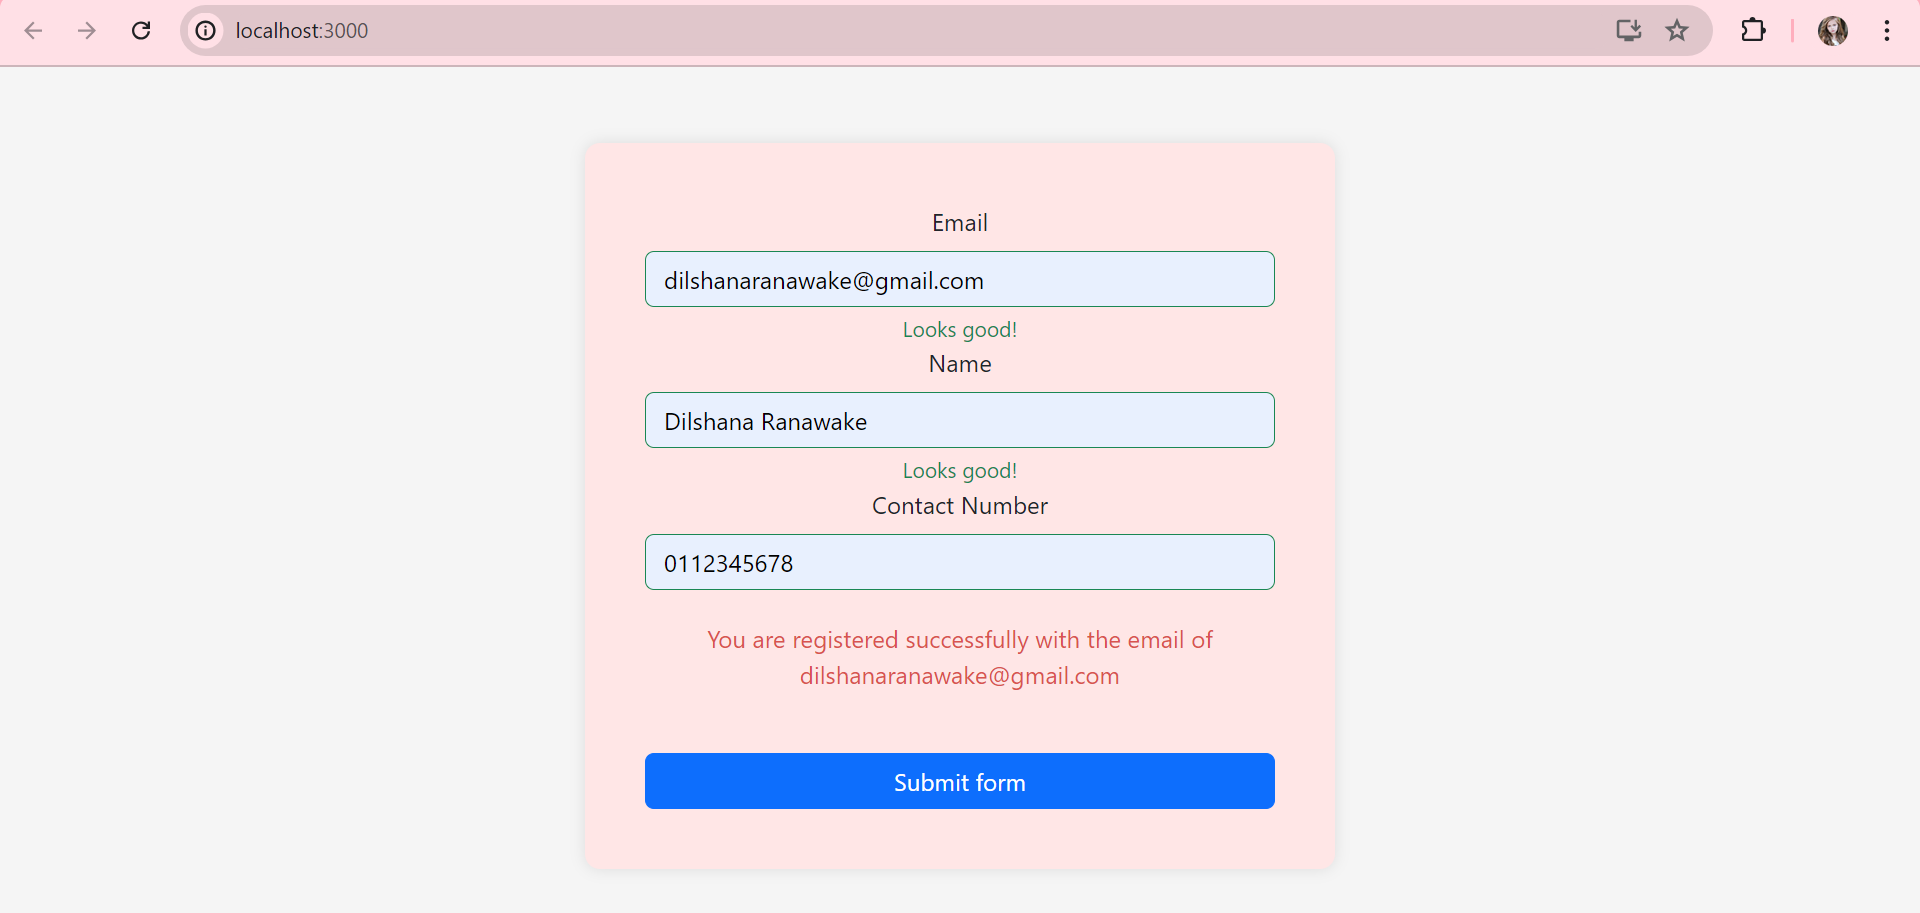 localhost:3000
Email
dilshanaranawake@gmail.com
Looks good!
Name
Dilshana Ranawake
Looks good!
Contact Number
0112345678
You are registered successfully with the email of
dilshanaranawake@gmail.com
Submit form